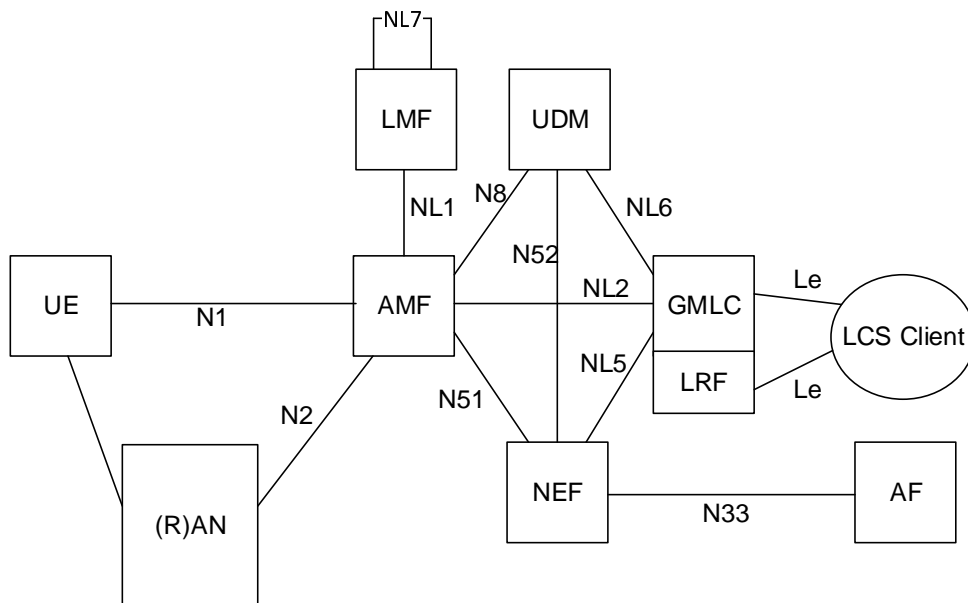 NL7
LMF
UDM
N8
NL1
NL6
N52
UE
N1
AMF
NL2
GMLC
Le
LCS Client
NL5
LRF
Le
N51
N2
(R)AN
NEF
N33
AF